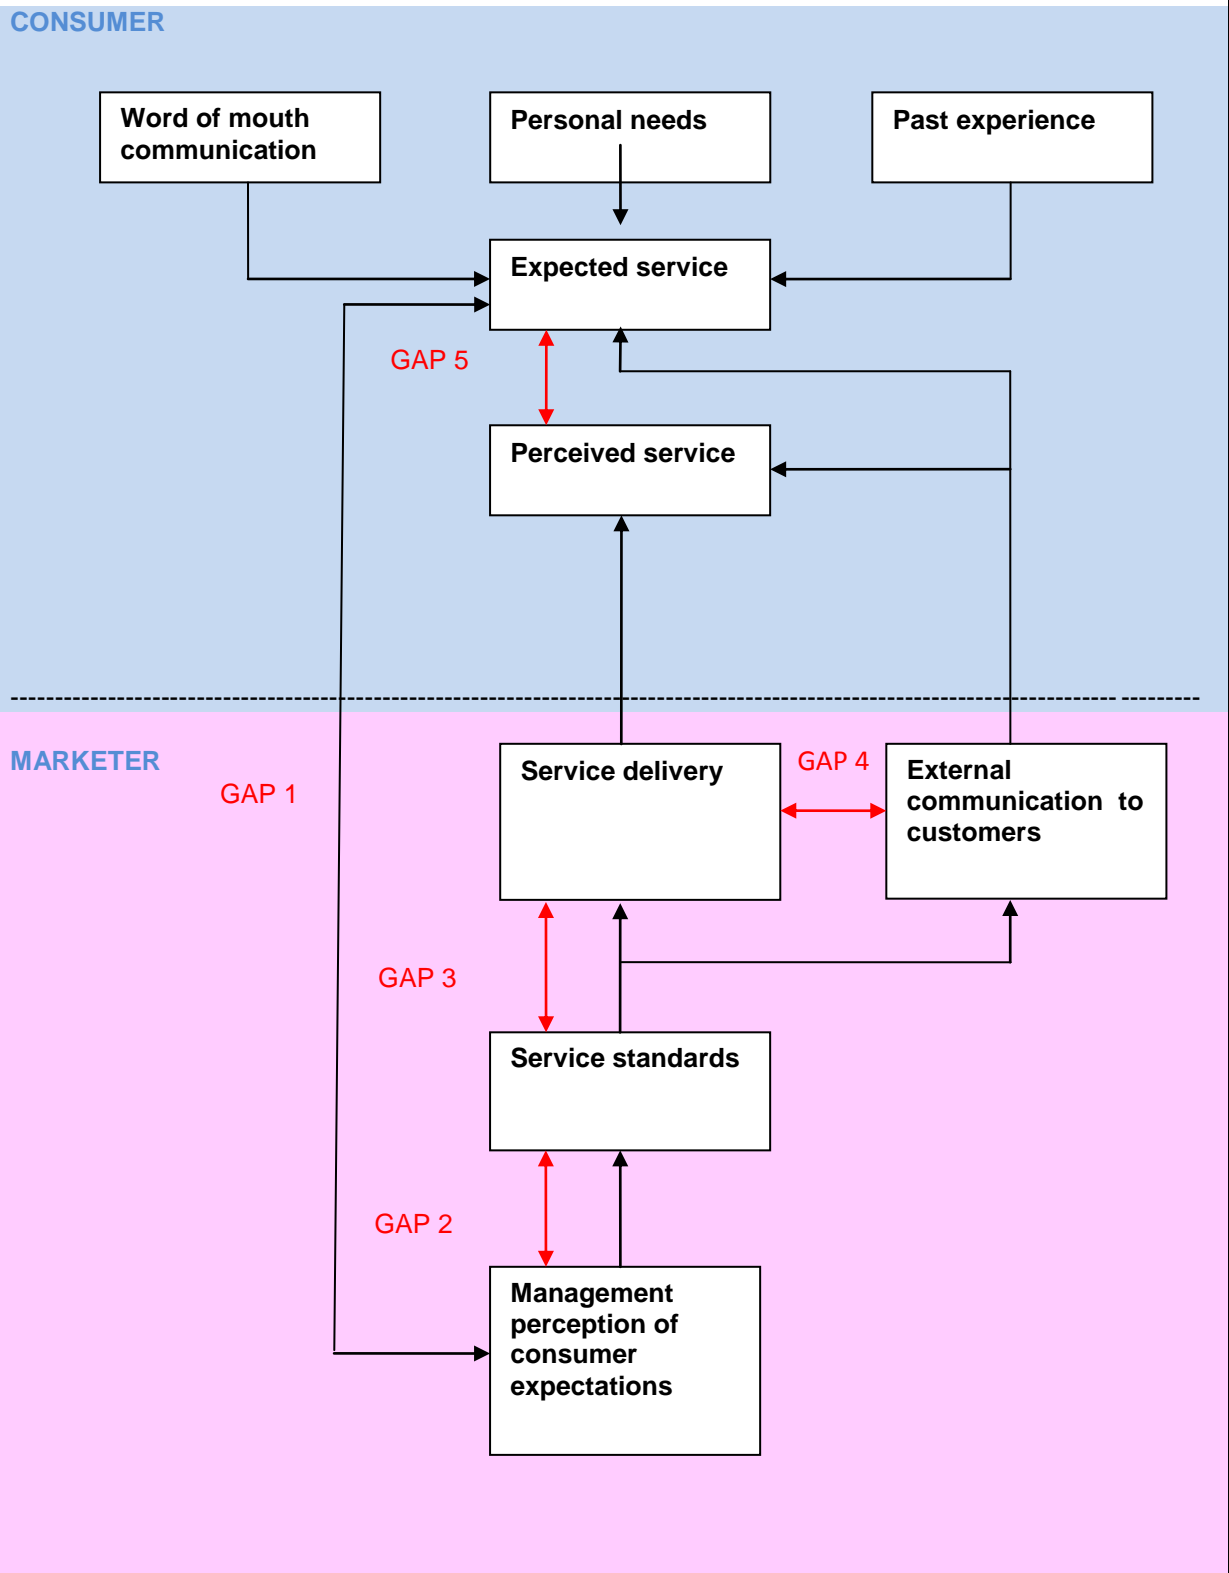 CONSUMER
Word of mouth
communication
Personal needs
Past experience
Expected service
GAP 5
Perceived service
MARKETER
GAP 1
Service delivery
GAP 4
External
communication to
customers
GAP 3
Service standards
GAP 2
Management
perception of
consumer
expectations